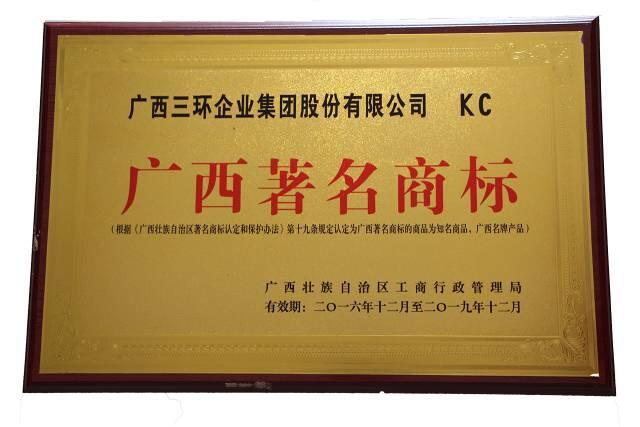 广西三环企业集团股份有限公司 KC
广西著名商标
(根据《广西壮族自治区著名商标认定和保护办法》第十九条规定认定为广西著名商标的商品为知名商品、广西名牌产品)
广西壮族自治区工商行政管理局
有效期：二〇一六年十二月至二〇一九年十二月